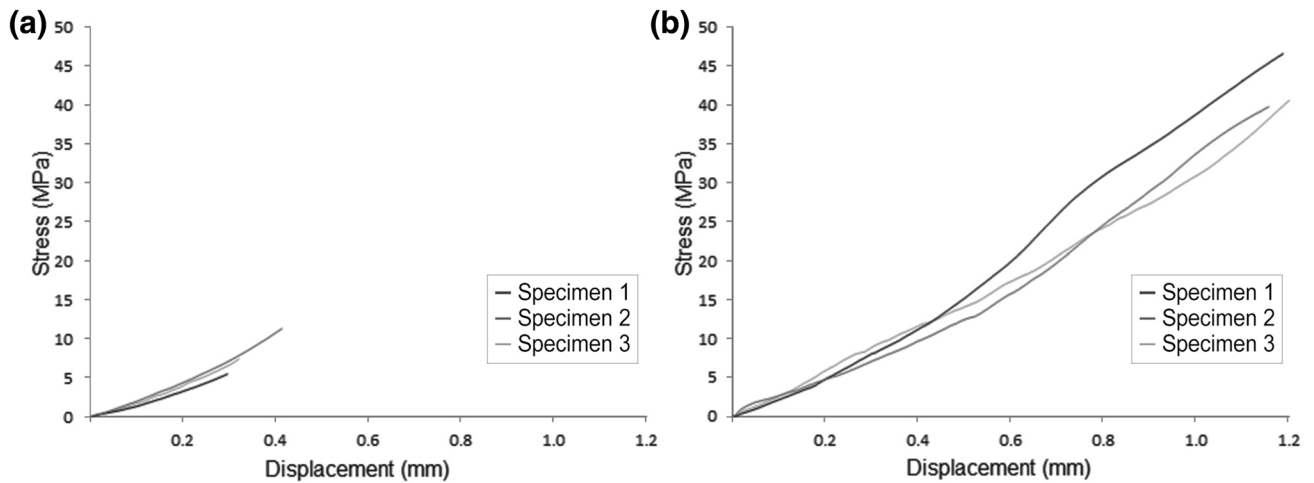 (a)
50
45
40
35
30
25
20
15
10
5
0
Stress (MPa)
0.2 0.4 0.6 0.8 1.0 1.2
Displacement (mm)
Specimen 1
Specimen 2
Specimen 3
(b)
50
45
40
35
30
25
20
15
10
5
0
Stress (MPa)
0.2 0.4 0.6 0.8 1.0 1.2
Displacement (mm)
Specimen 1
Specimen 2
Specimen 3